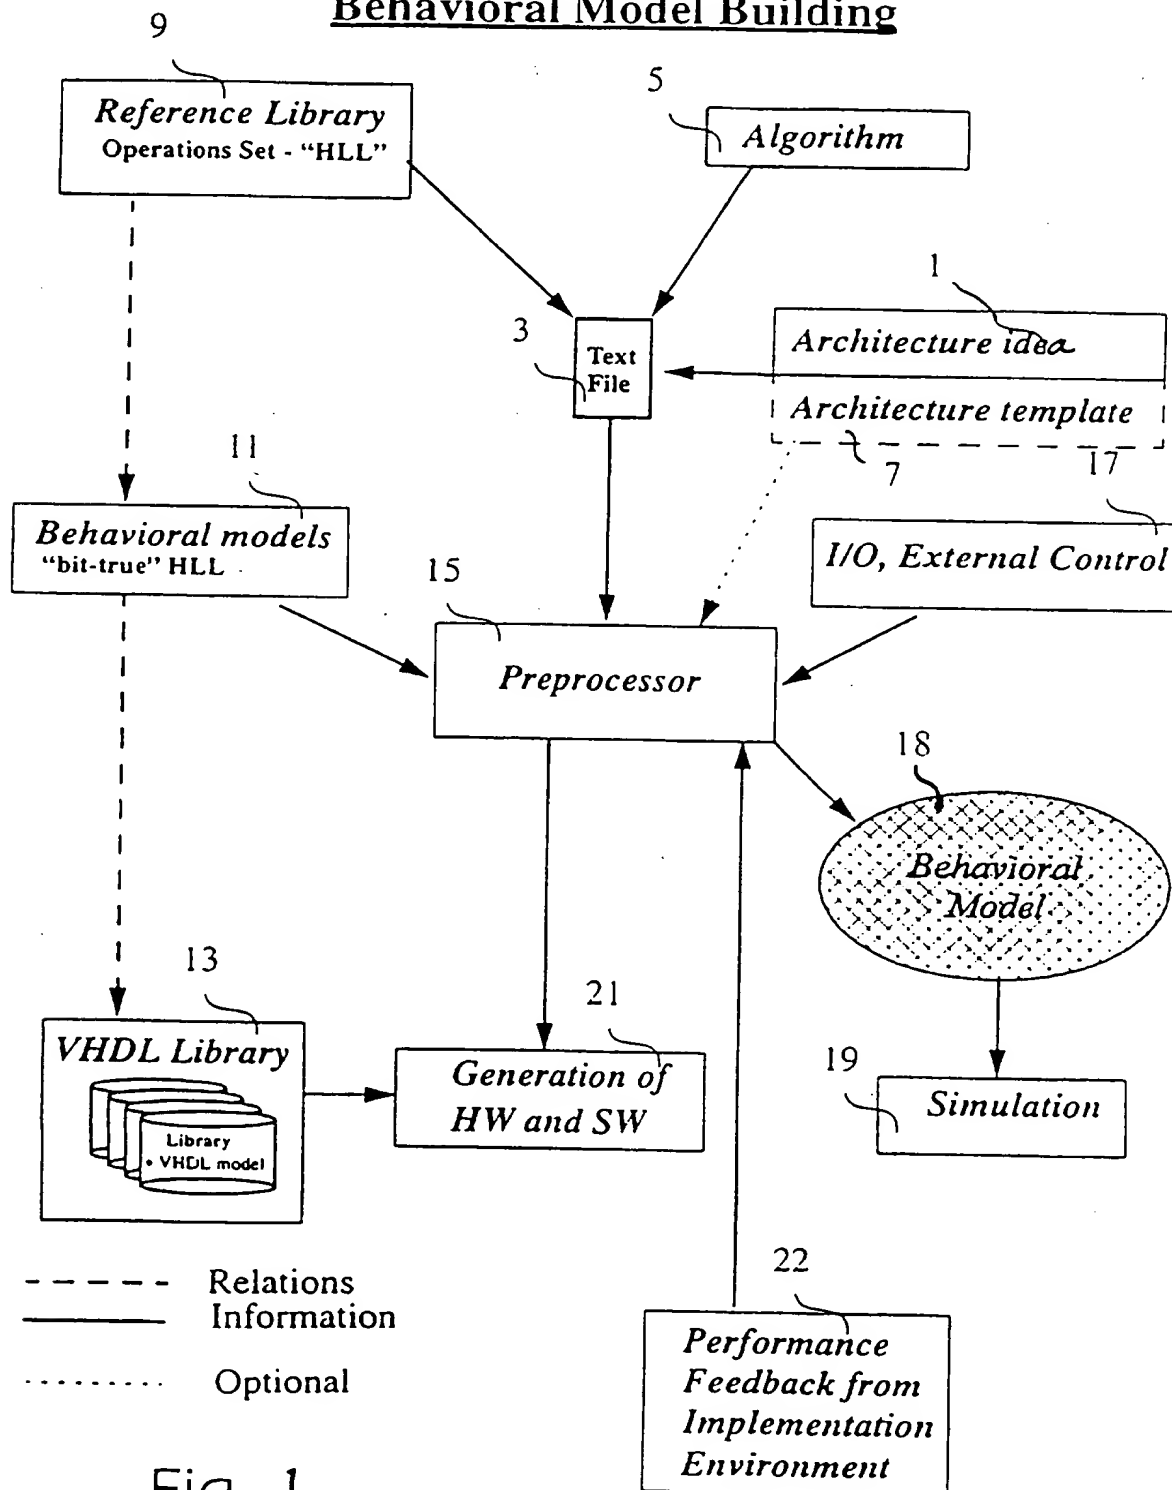 Behavioral Model Building
9
Reference Library
Operations Set - "HLL"
5
Algorithm
1
Architecture idea
Architecture template
7
3
Text
File
11
Behavioral models
"bit-true" HLL
17
I/O, External Control
15
Preprocessor
18
Behavioral
Model
13
VHDL Library
Library
• VHDL model
21
Generation of
HW and SW
19
Simulation
Relations
Information
Optional
22
Performance
Feedback from
Implementation
Environment
Fig. 1